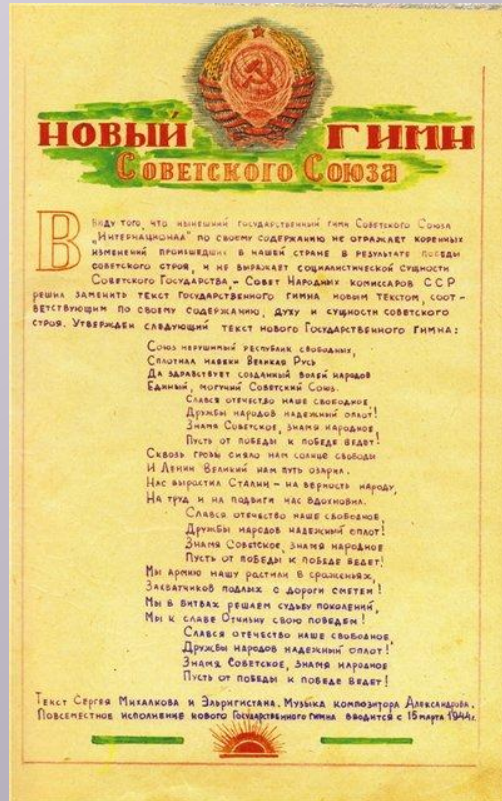 НОВЫЙ ГИМН
СОВЕТСКОГО СОЮЗА
ВВИДУ ТОГО, ЧТО НЫНЕШНИЙ ГОСУДАРСТВЕННЫЙ ГИМН СОВЕТСКОГО СОЮЗА
„ИНТЕРНАЦИОНАЛ" ПО СВОЕМУ СОДЕРЖАНИЮ НЕ ОТРАЖАЕТ КОРЕННЫХ
ИЗМЕНЕНИЙ ПРОИСШЕДШИХ В НАШЕЙ СТРАНЕ В РЕЗУЛЬТАТЕ ПОБЕДЫ
СОВЕТСКОГО СТРОЯ, И НЕ ВЫРАЖАЕТ СОЦИАЛИСТИЧЕСКОЙ СУЩНОСТИ
СОВЕТСКОГО ГОСУДАРСТВА,- СОВЕТ НАРОДНЫХ КОМИССАРОВ СССР
РЕШИЛ ЗАМЕНИТЬ ТЕКСТ ГОСУДАРСТВЕННОГО ГИМНА НОВЫМ ТЕКСТОМ, СООТ-
ВЕТСТВУЮЩИМ ПО СВОЕМУ СОДЕРЖАНИЮ, ДУХУ И СУЩНОСТИ СОВЕТСКОГО
СТРОЯ. УТВЕРЖДЕН СЛЕДУЮЩИЙ ТЕКСТ НОВОГО ГОСУДАРСТВЕННОГО ГИМНА:
СОЮЗ НЕРУШИМЫЙ РЕСПУБЛИК СВОБОДНЫХ,
СПЛОТИЛА НАВЕКИ ВЕЛИКАЯ РУСЬ
ДА ЗДРАВСТВУЕТ СОЗДАННЫЙ ВОЛЕЙ НАРОДОВ
ЕДИНЫЙ, МОГУЧИЙ СОВЕТСКИЙ СОЮЗ.
СЛАВСЯ ОТЕЧЕСТВО НАШЕ СВОБОДНОЕ
ДРУЖБЫ НАРОДОВ НАДЕЖНЫЙ ОПЛОТ!
ЗНАМЯ СОВЕТСКОЕ, ЗНАМЯ НАРОДНОЕ,
ПУСТЬ ОТ ПОБЕДЫ К ПОБЕДЕ ВЕДЕТ!
СКВОЗЬ ГРОЗЫ СИЯЛО НАМ СОЛНЦЕ СВОБОДЫ
И ЛЕНИН ВЕЛИКИЙ НАМ ПУТЬ ОЗАРИЛ.
НАС ВЫРАСТИЛ СТАЛИН – НА ВЕРНОСТЬ НАРОДУ,
НА ТРУД И НА ПОДВИГИ НАС ВДОХНОВИЛ.
СЛАВСЯ ОТЕЧЕСТВО НАШЕ СВОБОДНОЕ,
ДРУЖБЫ НАРОДОВ НАДЕЖНЫЙ ОПЛОТ!
ЗНАМЯ СОВЕТСКОЕ, ЗНАМЯ НАРОДНОЕ
ПУСТЬ ОТ ПОБЕДЫ К ПОБЕДЕ ВЕДЕТ!
МЫ АРМИЮ НАШУ РАСТИЛИ В СРАЖЕНЬЯХ,
ЗАХВАТЧИКОВ ПОДЛЫХ С ДОРОГИ СМЕТЕМ!
МЫ В БИТВАХ РЕШАЕМ СУДЬБУ ПОКОЛЕНИЙ,
МЫ К СЛАВЕ ОТЧИЗНУ СВОЮ ПОВЕДЕМ!
СЛАВСЯ ОТЕЧЕСТВО НАШЕ СВОБОДНОЕ,
ДРУЖБЫ НАРОДОВ НАДЕЖНЫЙ ОПЛОТ!
ЗНАМЯ СОВЕТСКОЕ, ЗНАМЯ НАРОДНОЕ
ПУСТЬ ОТ ПОБЕДЫ К ПОБЕДЕ ВЕДЕТ!
ТЕКСТ СЕРГЕЯ МИХАЛКОВА И ЭЛЬРИГИСТАНА. МУЗЫКА КОМПОЗИТОРА АЛЕКСАНДРОВА.
ПОВСЕМЕСТНОЕ ИСПОЛНЕНИЕ НОВОГО ГОСУДАРСТВЕННОГО ГИМНА ВВОДИТСЯ С 15 МАРТА 1944 г.